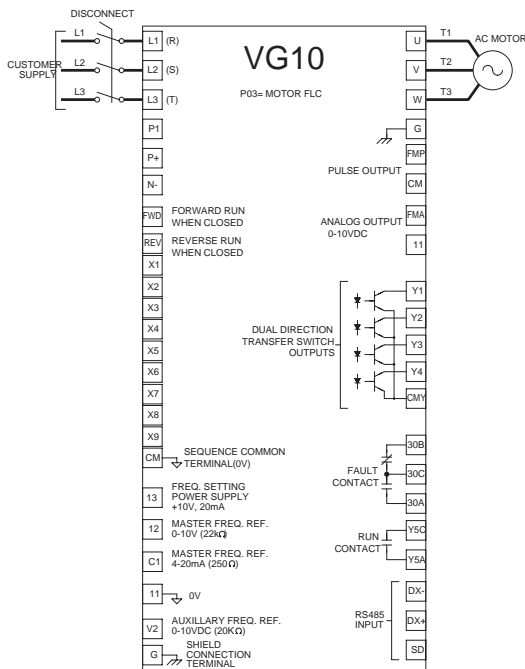 DISCONNECT
L1
L1 (R)
L2
L2 (S)
L3
L3 (T)
CUSTOMER
SUPPLY
VG10
P03= MOTOR FLC
U
T1
AC MOTOR
V
T2
W
T3
P1
P+
N-
FWD
FORWARD RUN
WHEN CLOSED
REV
REVERSE RUN
WHEN CLOSED
X1
X2
X3
X4
X5
X6
X7
X8
X9
CM
SEQUENCE COMMON
TERMINAL(0V)
13
FREQ. SETTING
POWER SUPPLY
+10V, 20mA
12
MASTER FREQ. REF.
0-10V (22kΩ)
C1
MASTER FREQ. REF.
4-20mA (250Ω)
11
0V
V2
AUXILLARY FREQ. REF.
0-10VDC (20KΩ)
G
SHIELD
CONNECTION
TERMINAL
G
FMP
PULSE OUTPUT
CM
FMA
ANALOG OUTPUT
0-10VDC
11
Y1
Y2
DUAL DIRECTION
TRANSFER SWITCH
OUTPUTS
Y3
Y4
CMY
30B
FAULT
CONTACT
30C
30A
Y5C
RUN
CONTACT
Y5A
DX-
RS485
INPUT
DX+
SD